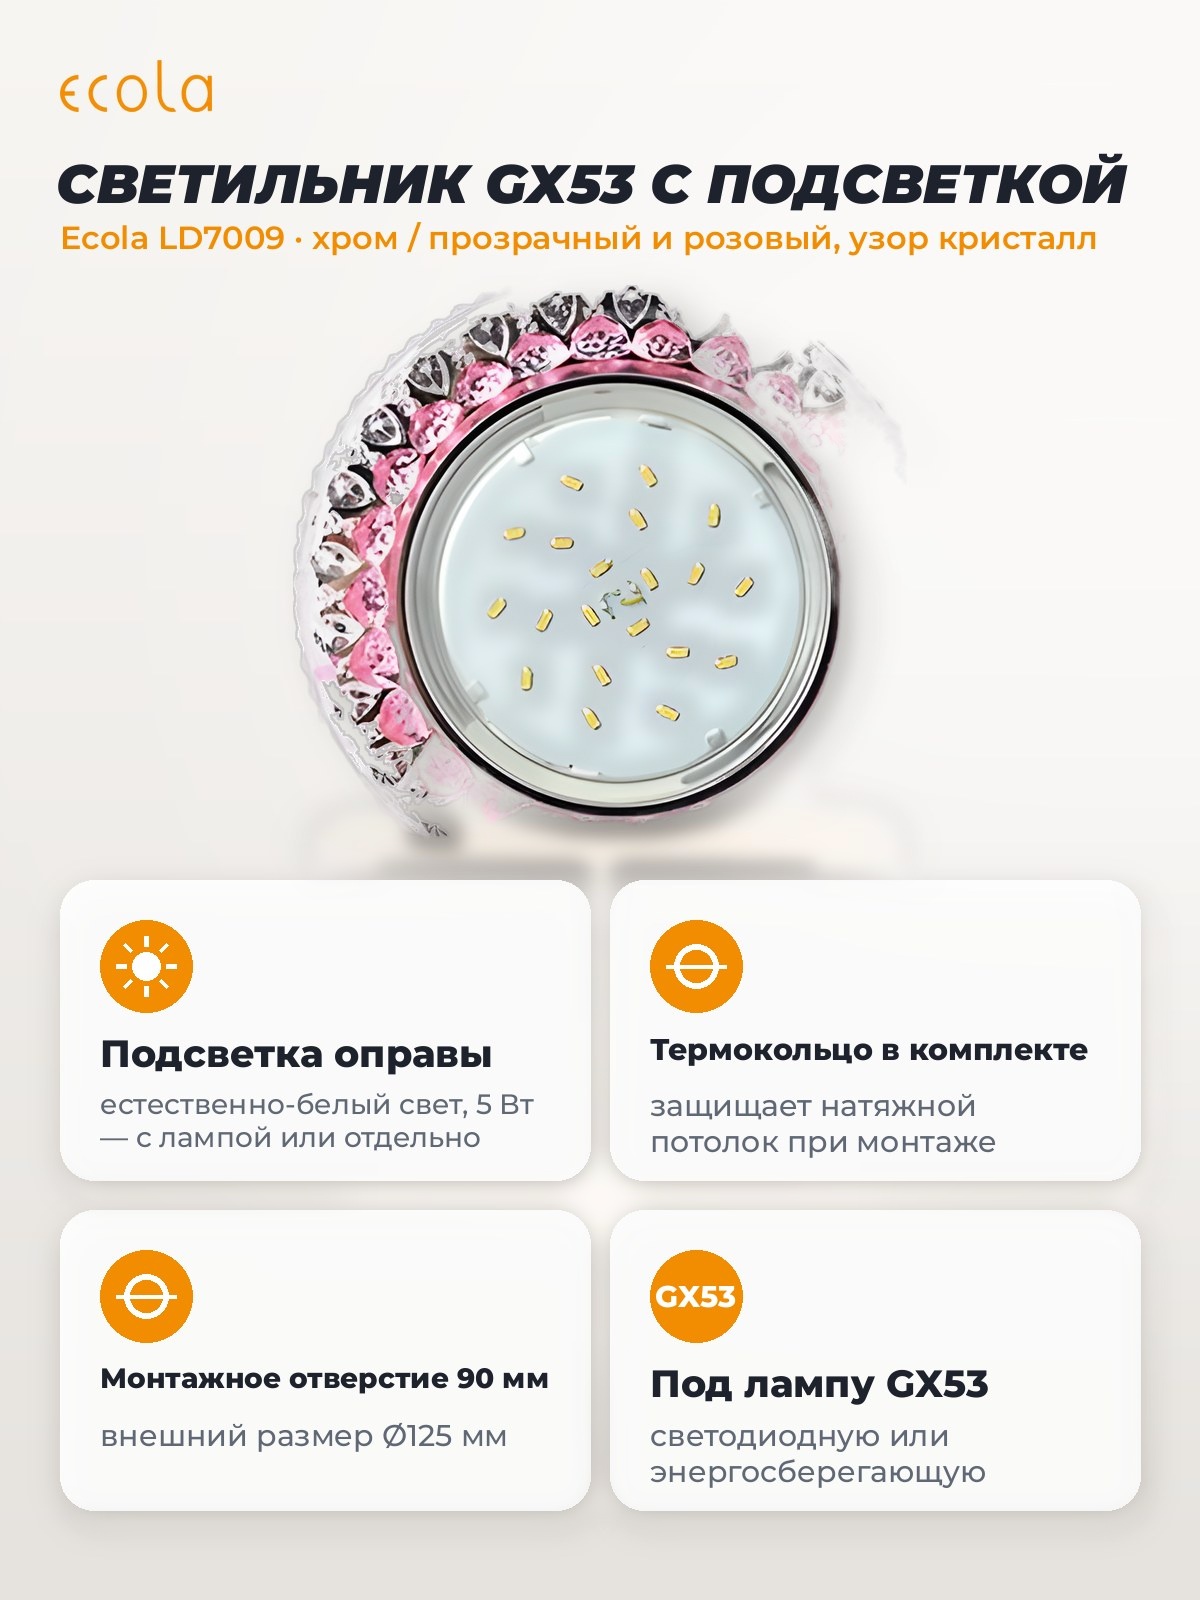 ecola
СВЕТИЛЬНИК GX53 С ПОДСВЕТКОЙ
Ecola LD7009 · хром / прозрачный и розовый, узор кристалл
Подсветка оправы
естественно-белый свет, 5 Вт
— с лампой или отдельно
Термокольцо в комплекте
защищает натяжной
потолок при монтаже
Монтажное отверстие 90 мм
внешний размер Ø125 мм
GX53
Под лампу GX53
светодиодную или
энергосберегающую